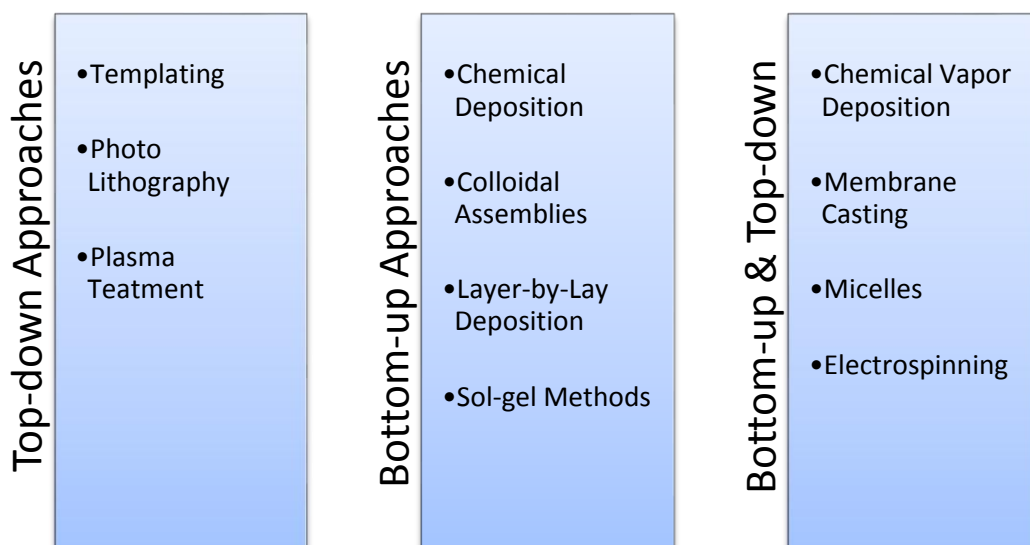 Top-down Approaches
•Templating
•Photo
Lithography
•Plasma
Teatment
Bottom-up Approaches
•Chemical
Deposition
•Colloidal
Assemblies
•Layer-by-Lay
Deposition
•Sol-gel Methods
Bottom-up & Top-down
•Chemical Vapor
Deposition
•Membrane
Casting
•Micelles
•Electrospinning